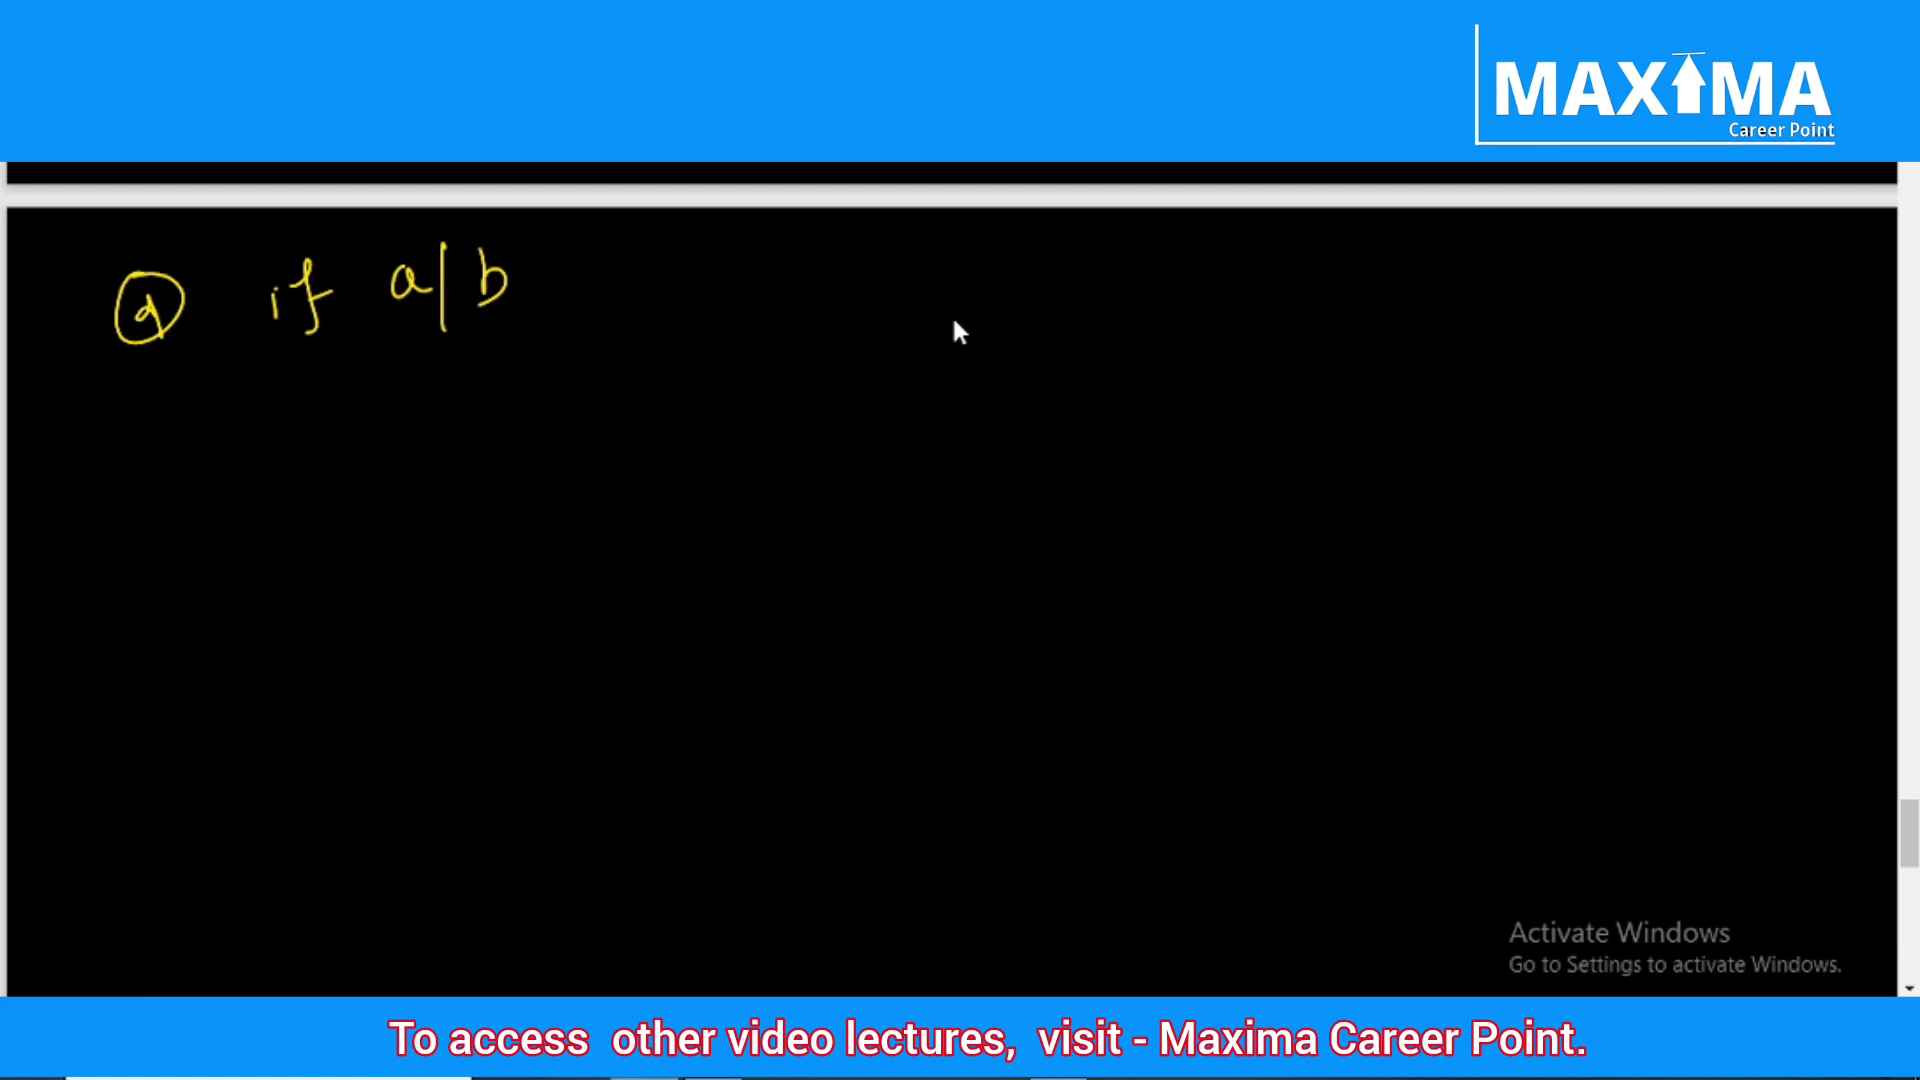 MAXIMA
Career Point
Q if a|b
Activate Windows
Go to Settings to activate Windows.
To access other video lectures, visit - Maxima Career Point.